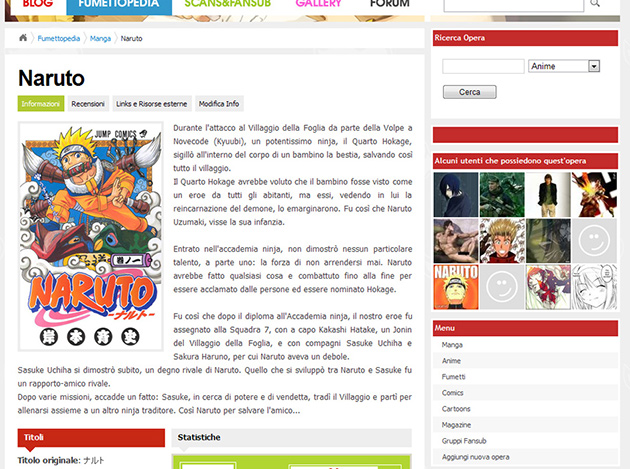 BLOG FUMETTOPEDIA SCANS&FANSUB GALLERY FORUM
Fumettopedia Manga Naruto
Naruto
Informazioni Recensioni Links e Risorse esterne Modifica Info
JUMP COMICS
巻ノ一
NARUTO
ーナルトー
岸本斉史
Durante l'attacco al Villaggio della Foglia da parte della Volpe a
Novecode (Kyuubi), un potentissimo ninja, il Quarto Hokage,
sigillò all'interno del corpo di un bambino la bestia, salvando così
tutto il villaggio.
Il Quarto Hokage avrebbe voluto che il bambino fosse visto come
un eroe da tutti gli abitanti, ma essi, vedendo in lui la
reincarnazione del demone, lo emarginarono. Fu così che Naruto
Uzumaki, visse la sua infanzia.
Entrato nell'accademia ninja, non dimostrò nessun particolare
talento, a parte uno: la forza di non arrendersi mai. Naruto
avrebbe fatto qualsiasi cosa e combattuto fino alla fine per
essere acclamato dalle persone ed essere nominato Hokage.
Fu così che dopo il diploma all'Accademia ninja, il nostro eroe fu
assegnato alla Squadra 7, con a capo Kakashi Hatake, un Jonin
del Villaggio della Foglia, e con compagni Sasuke Uchiha e
Sakura Haruno, per cui Naruto aveva un debole.
Sasuke Uchiha si dimostrò subito, un degno rivale di Naruto. Quello che si sviluppò tra Naruto e Sasuke fu
un rapporto-amico rivale.
Dopo varie missioni, accadde un fatto: Sasuke, in cerca di potere e di vendetta, tradì il Villaggio e partì per
allenarsi assieme a un altro ninja traditore. Così Naruto per salvare l'amico...
Titoli
Titolo originale: ナルト
Statistiche
Ricerca Opera
Anime
Cerca
Alcuni utenti che possiedono quest'opera
NARUTO
Menu
Manga
Anime
Fumetti
Comics
Cartoons
Magazine
Gruppi Fansub
Aggiungi nuova opera